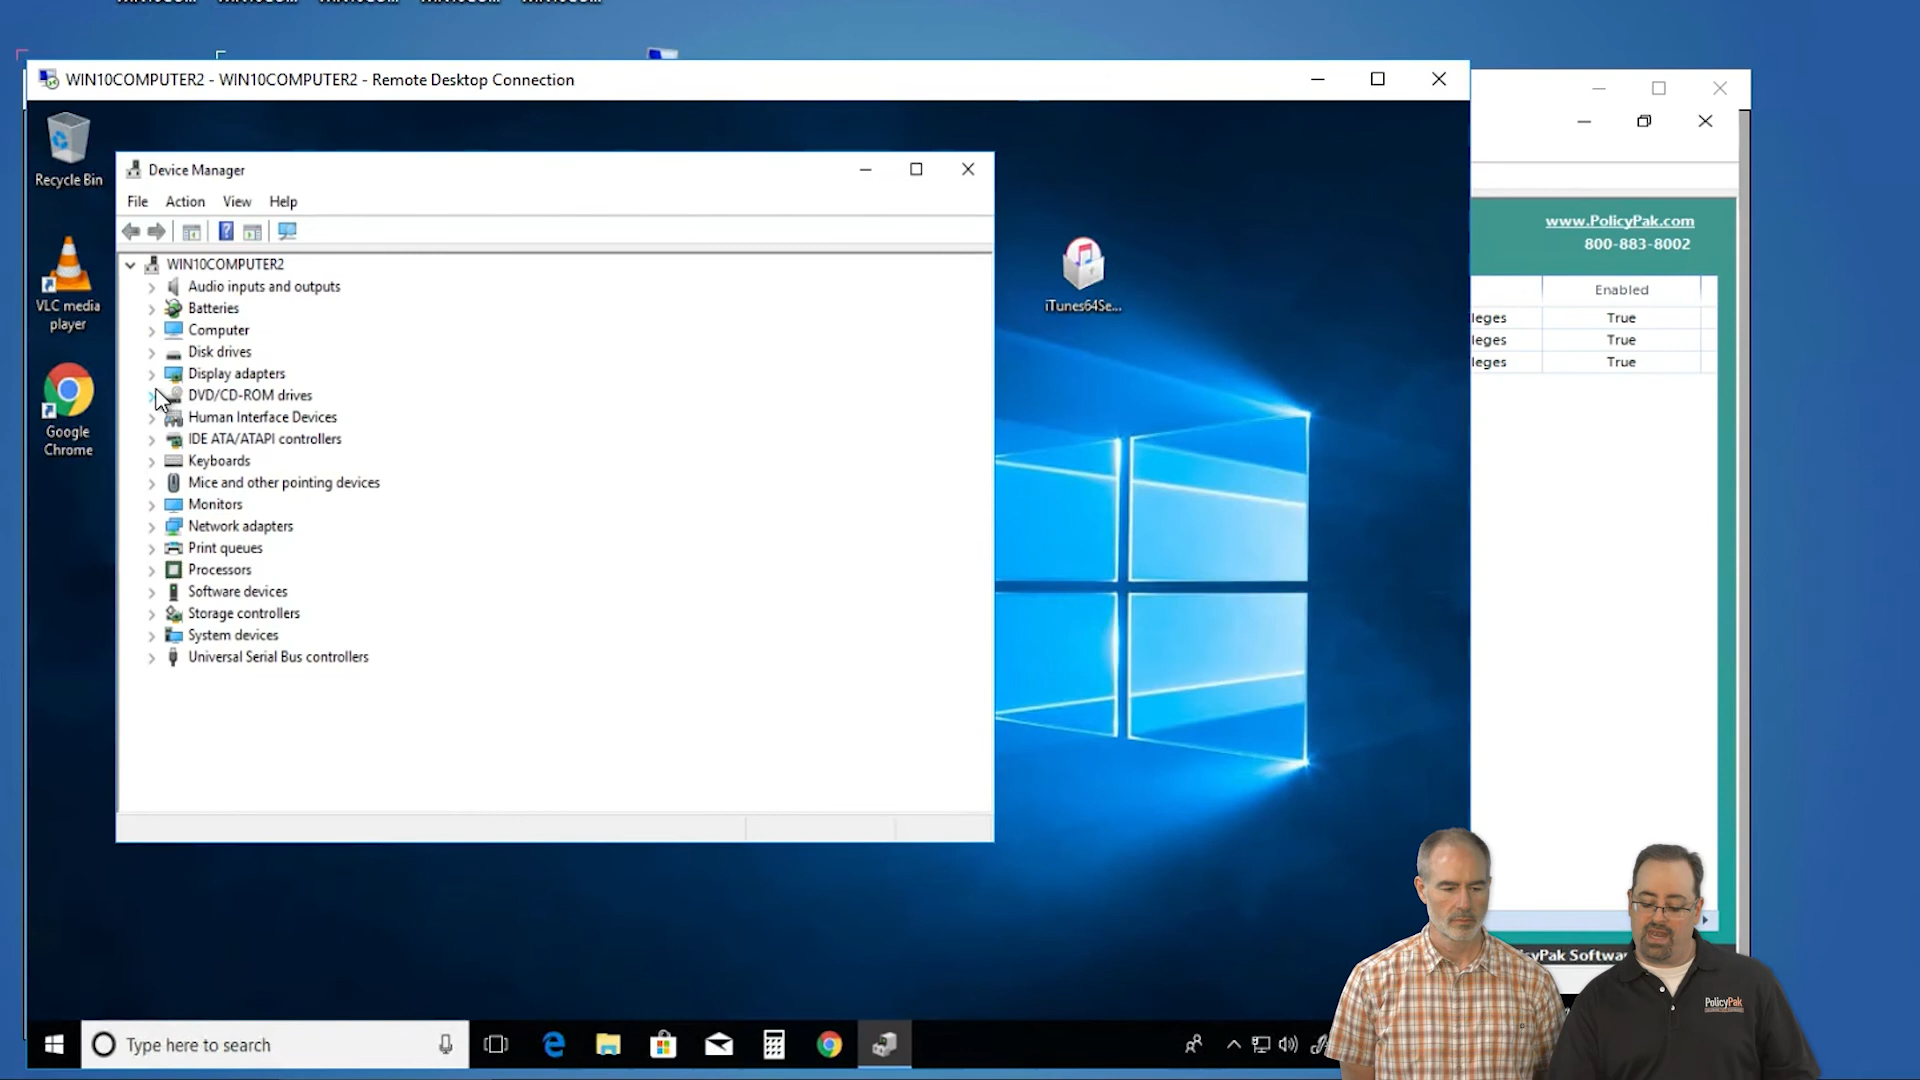 WIN10COMPUTER2 - WIN10COMPUTER2 - Remote Desktop Connection
Recycle Bin
VLC media
player
Google
Chrome
Device Manager
File Action View Help
WIN10COMPUTER2
Audio inputs and outputs
Batteries
Computer
Disk drives
Display adapters
DVD/CD-ROM drives
Human Interface Devices
IDE ATA/ATAPI controllers
Keyboards
Mice and other pointing devices
Monitors
Network adapters
Print queues
Processors
Software devices
Storage controllers
System devices
Universal Serial Bus controllers
iTunes64Se...
www.PolicyPak.com
800-883-8002
Enabled
leges True
leges True
leges True
PolicyPak
Type here to search